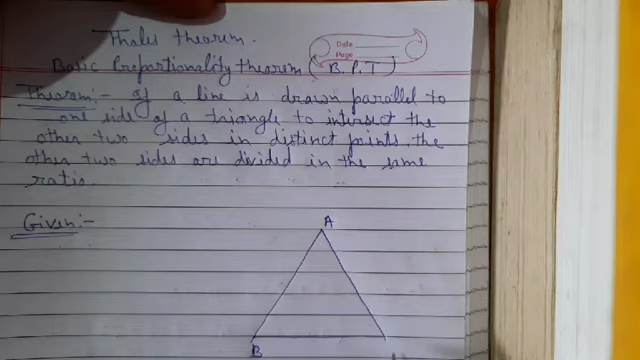 Thales theorem.
Date
Page
Basic Proportionality theorem (B.P.T)
Theorem:- If a line is drawn parallel to
one side of a triangle to intersect the
other two sides in distinct points, the
other two sides are divided in the same
ratio.
Given:-
A
B